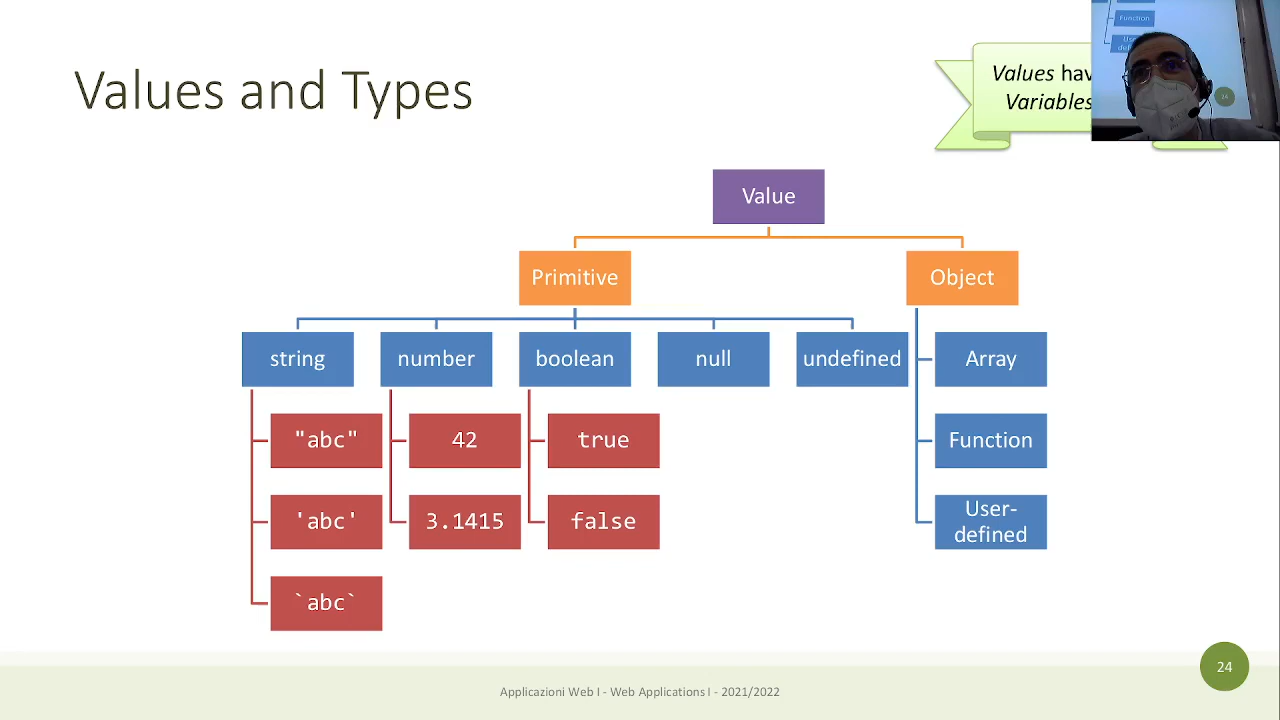 Values and Types
Values hav
Variables
Value
Primitive
Object
string
number
boolean
null
undefined
Array
"abc"
42
true
Function
'abc'
3.1415
false
User-
defined
`abc`
24
Applicazioni Web I - Web Applications I - 2021/2022
Function